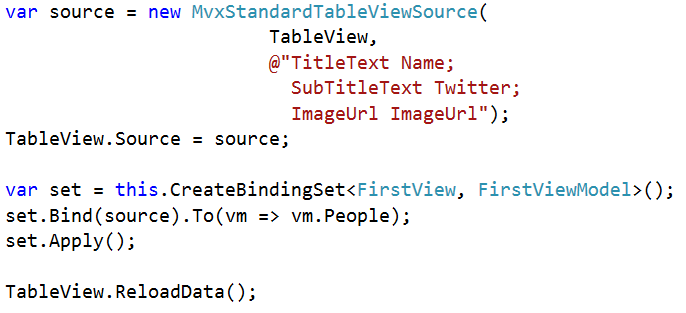 var source = new MvxStandardTableViewSource(
TableView,
@"TitleText Name;
SubTitleText Twitter;
ImageUrl ImageUrl");
TableView.Source = source;
var set = this.CreateBindingSet<FirstView, FirstViewModel>();
set.Bind(source).To(vm => vm.People);
set.Apply();
TableView.ReloadData();